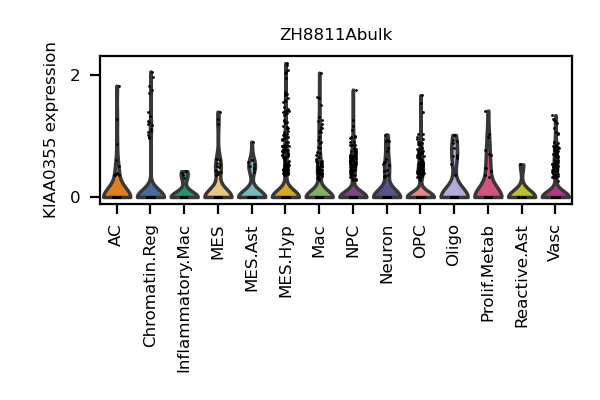 ZH8811Abulk
KIAA0355 expression
2
0
AC
Chromatin.Reg
Inflammatory.Mac
MES
MES.Ast
MES.Hyp
Mac
NPC
Neuron
OPC
Oligo
Prolif.Metab
Reactive.Ast
Vasc